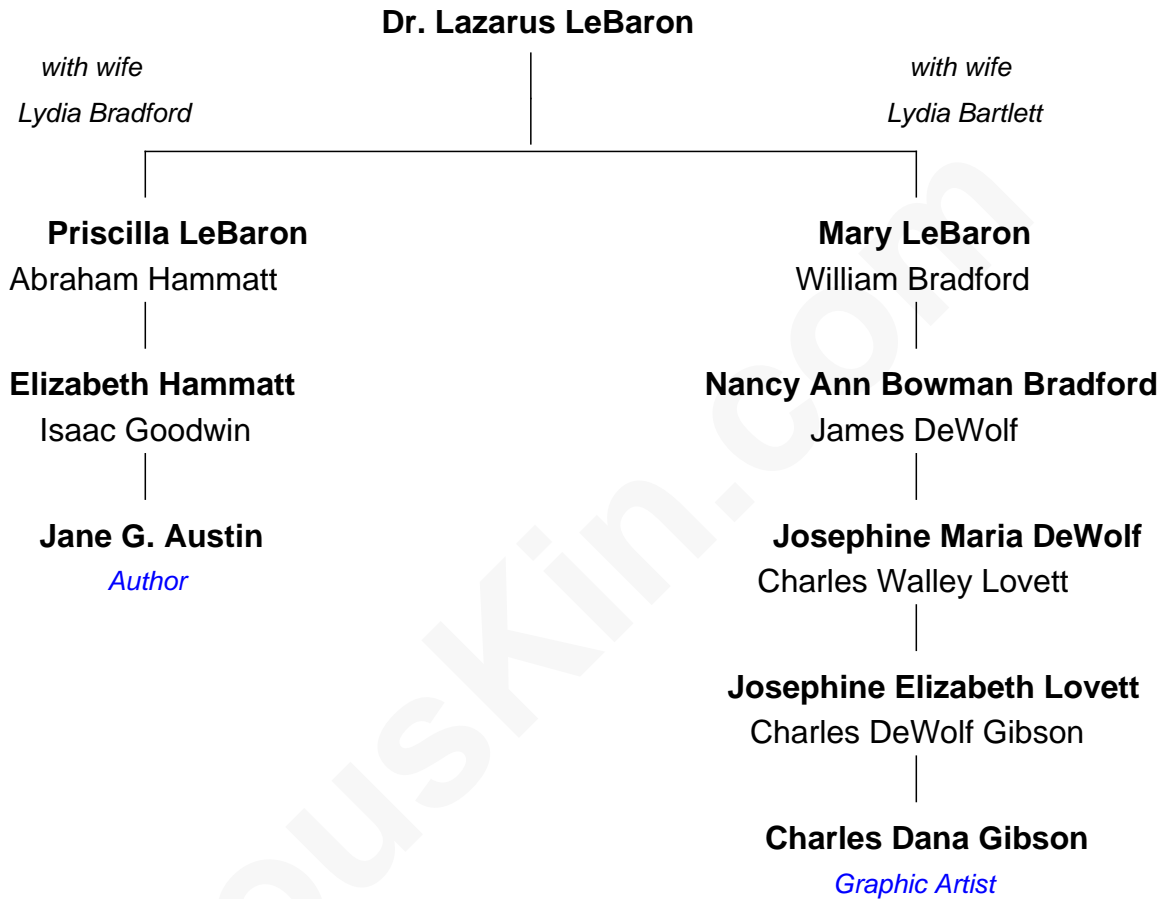 Dr. Lazarus LeBaron
with wife
Lydia Bradford
with wife
Lydia Bartlett
Priscilla LeBaron
Abraham Hammatt
Mary LeBaron
William Bradford
Elizabeth Hammatt
Isaac Goodwin
Nancy Ann Bowman Bradford
James DeWolf
Jane G. Austin
Author
Josephine Maria DeWolf
Charles Walley Lovett
Josephine Elizabeth Lovett
Charles DeWolf Gibson
Charles Dana Gibson
Graphic Artist
ousKin.com